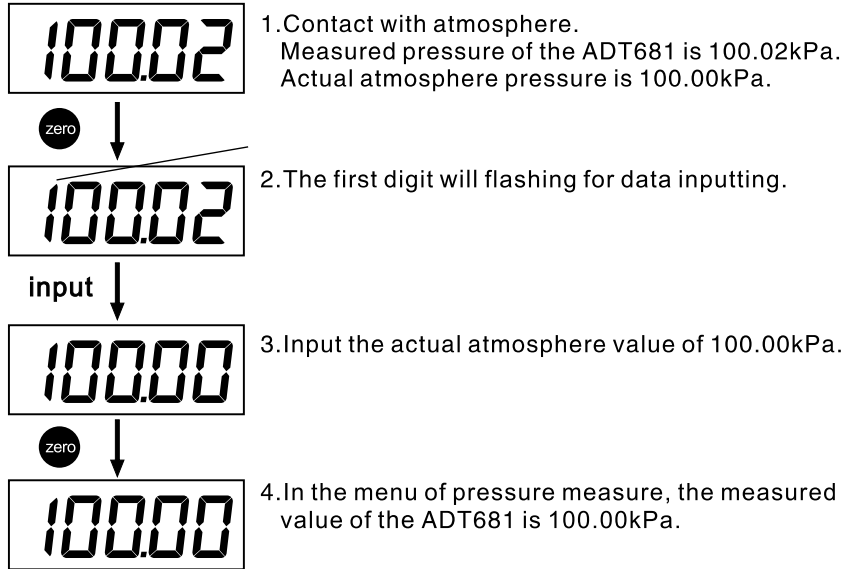 100.02
1.Contact with atmosphere.
Measured pressure of the ADT681 is 100.02kPa.
Actual atmosphere pressure is 100.00kPa.
zero
100.02
2.The first digit will flashing for data inputting.
input
100.00
3.Input the actual atmosphere value of 100.00kPa.
zero
100.00
4.In the menu of pressure measure, the measured
value of the ADT681 is 100.00kPa.